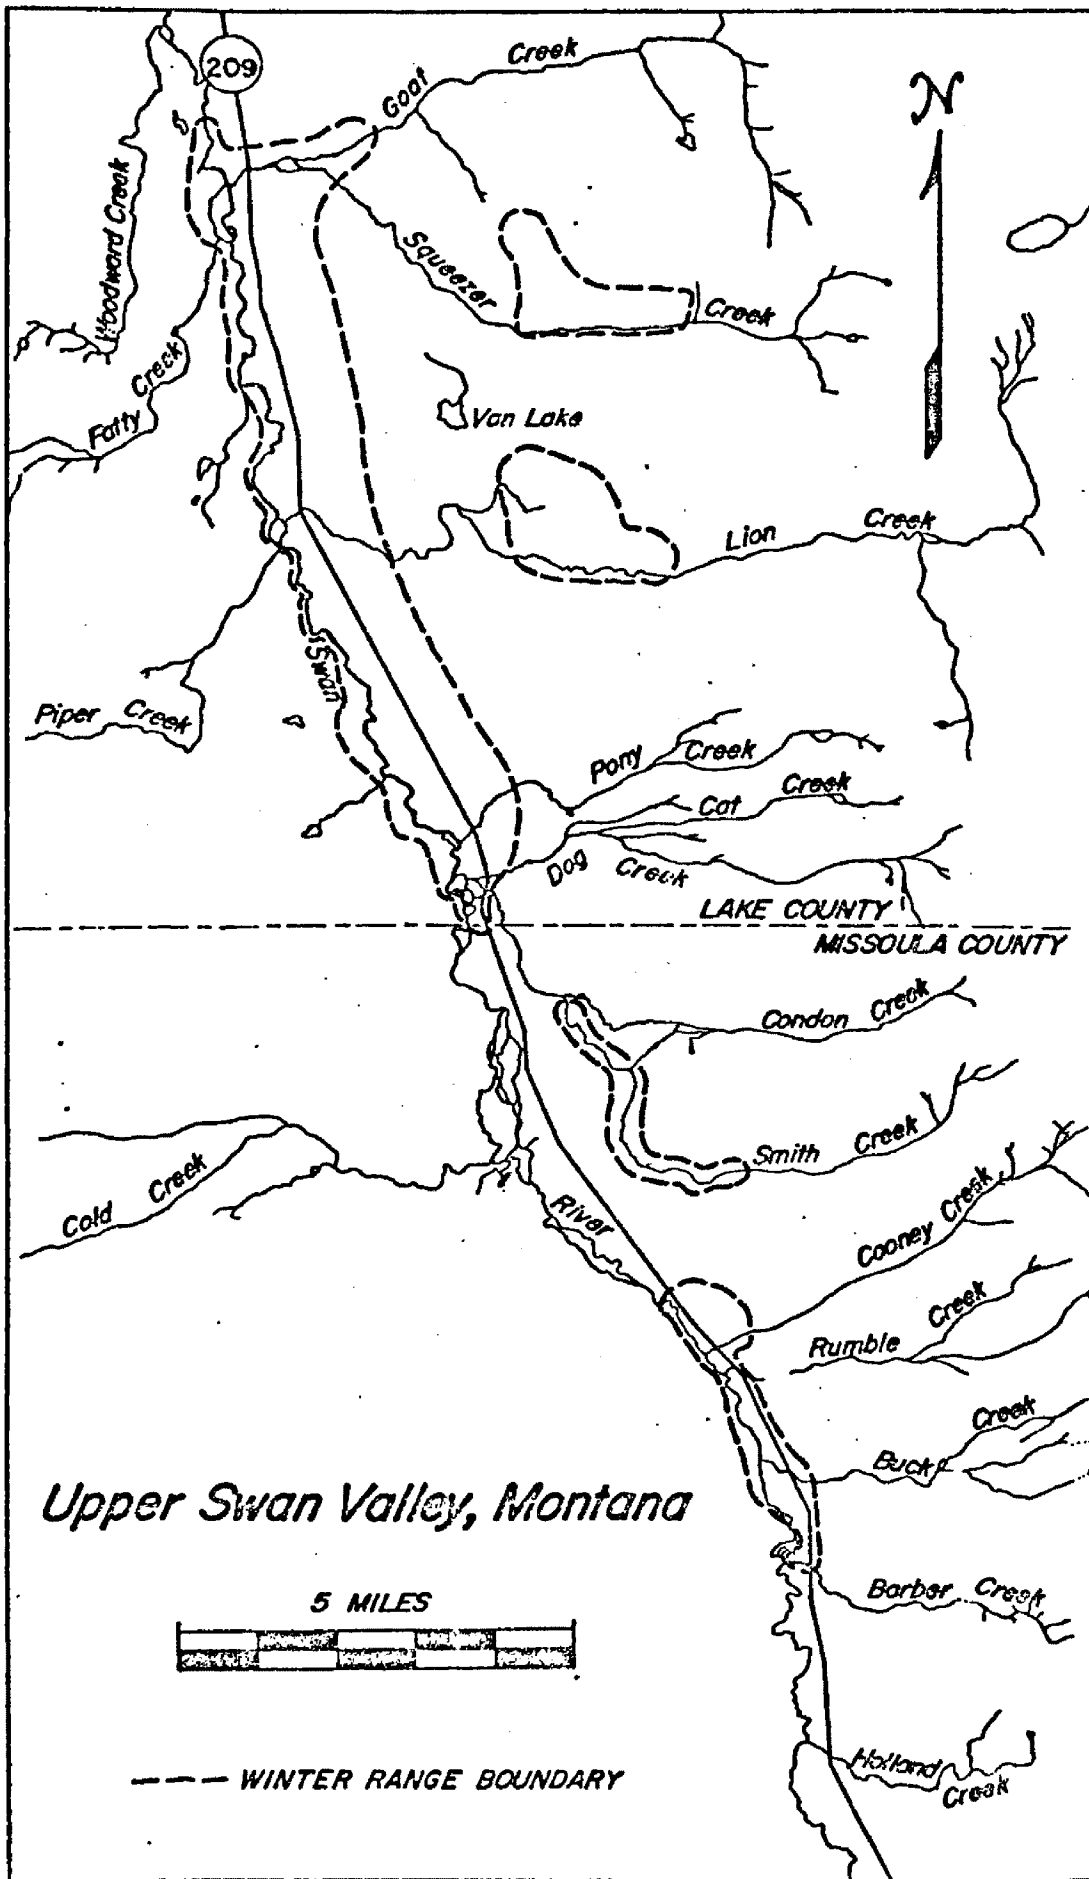 209
Goat Creek
N
Woodward Creek
Squeezer Creek
Fatty Creek
Van Lake
Lion Creek
Swan
Piper Creek
Pony Creek
Cat Creek
Dog Creek
LAKE COUNTY
MISSOULA COUNTY
Condon Creek
Smith Creek
Cold Creek
River
Cooney Creek
Rumble Creek
Buck Creek
Upper Swan Valley, Montana
5 MILES
Barber Creek
WINTER RANGE BOUNDARY
Holland Creek